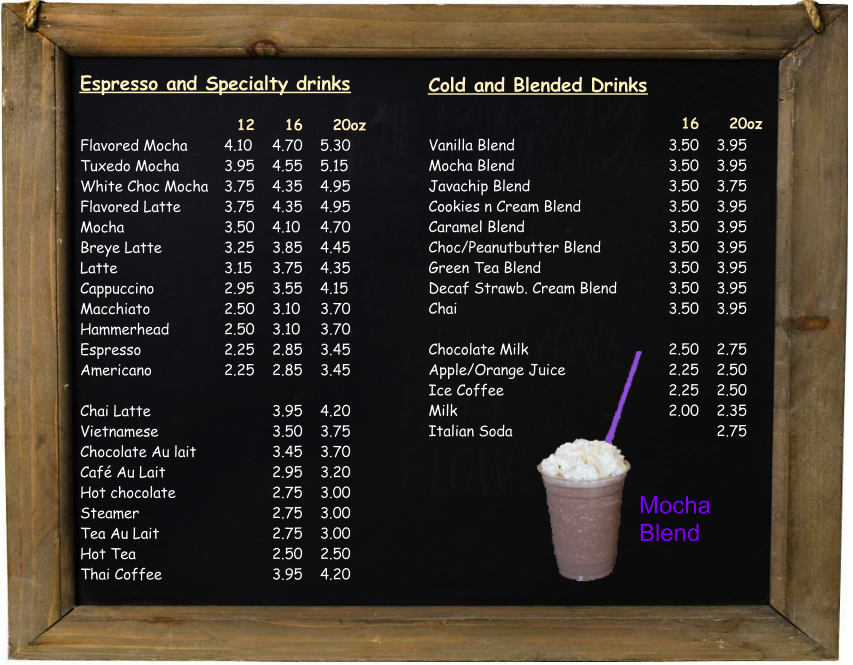 Espresso and Specialty drinks
12 16 20oz
Flavored Mocha 4.10 4.70 5.30
Tuxedo Mocha 3.95 4.55 5.15
White Choc Mocha 3.75 4.35 4.95
Flavored Latte 3.75 4.35 4.95
Mocha 3.50 4.10 4.70
Breye Latte 3.25 3.85 4.45
Latte 3.15 3.75 4.35
Cappuccino 2.95 3.55 4.15
Macchiato 2.50 3.10 3.70
Hammerhead 2.50 3.10 3.70
Espresso 2.25 2.85 3.45
Americano 2.25 2.85 3.45
Chai Latte 3.95 4.20
Vietnamese 3.50 3.75
Chocolate Au lait 3.45 3.70
Café Au Lait 2.95 3.20
Hot chocolate 2.75 3.00
Steamer 2.75 3.00
Tea Au Lait 2.75 3.00
Hot Tea 2.50 2.50
Thai Coffee 3.95 4.20
Cold and Blended Drinks
16 20oz
Vanilla Blend 3.50 3.95
Mocha Blend 3.50 3.95
Javachip Blend 3.50 3.75
Cookies n Cream Blend 3.50 3.95
Caramel Blend 3.50 3.95
Choc/Peanutbutter Blend 3.50 3.95
Green Tea Blend 3.50 3.95
Decaf Strawb. Cream Blend 3.50 3.95
Chai 3.50 3.95
Chocolate Milk 2.50 2.75
Apple/Orange Juice 2.25 2.50
Ice Coffee 2.25 2.50
Milk 2.00 2.35
Italian Soda 2.75
Mocha
Blend